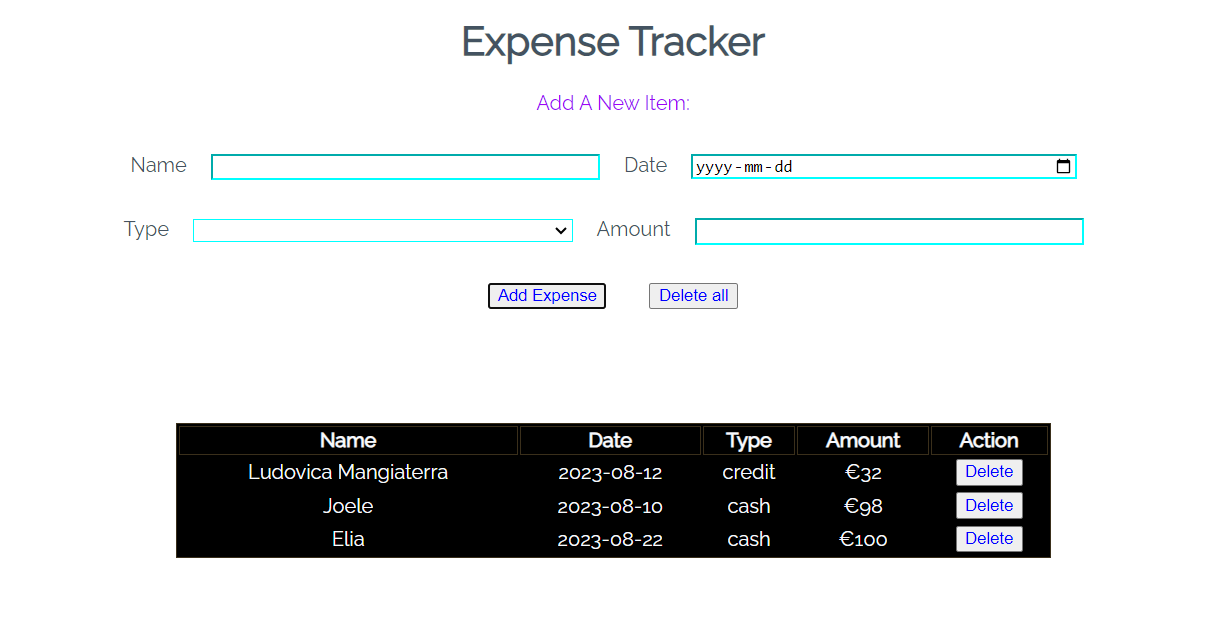 Expense Tracker
Add A New Item:
Name Date yyyy-mm-dd
Type Amount
Add Expense Delete all
Name Date Type Amount Action
Ludovica Mangiaterra 2023-08-12 credit €32 Delete
Joele 2023-08-10 cash €98 Delete
Elia 2023-08-22 cash €100 Delete